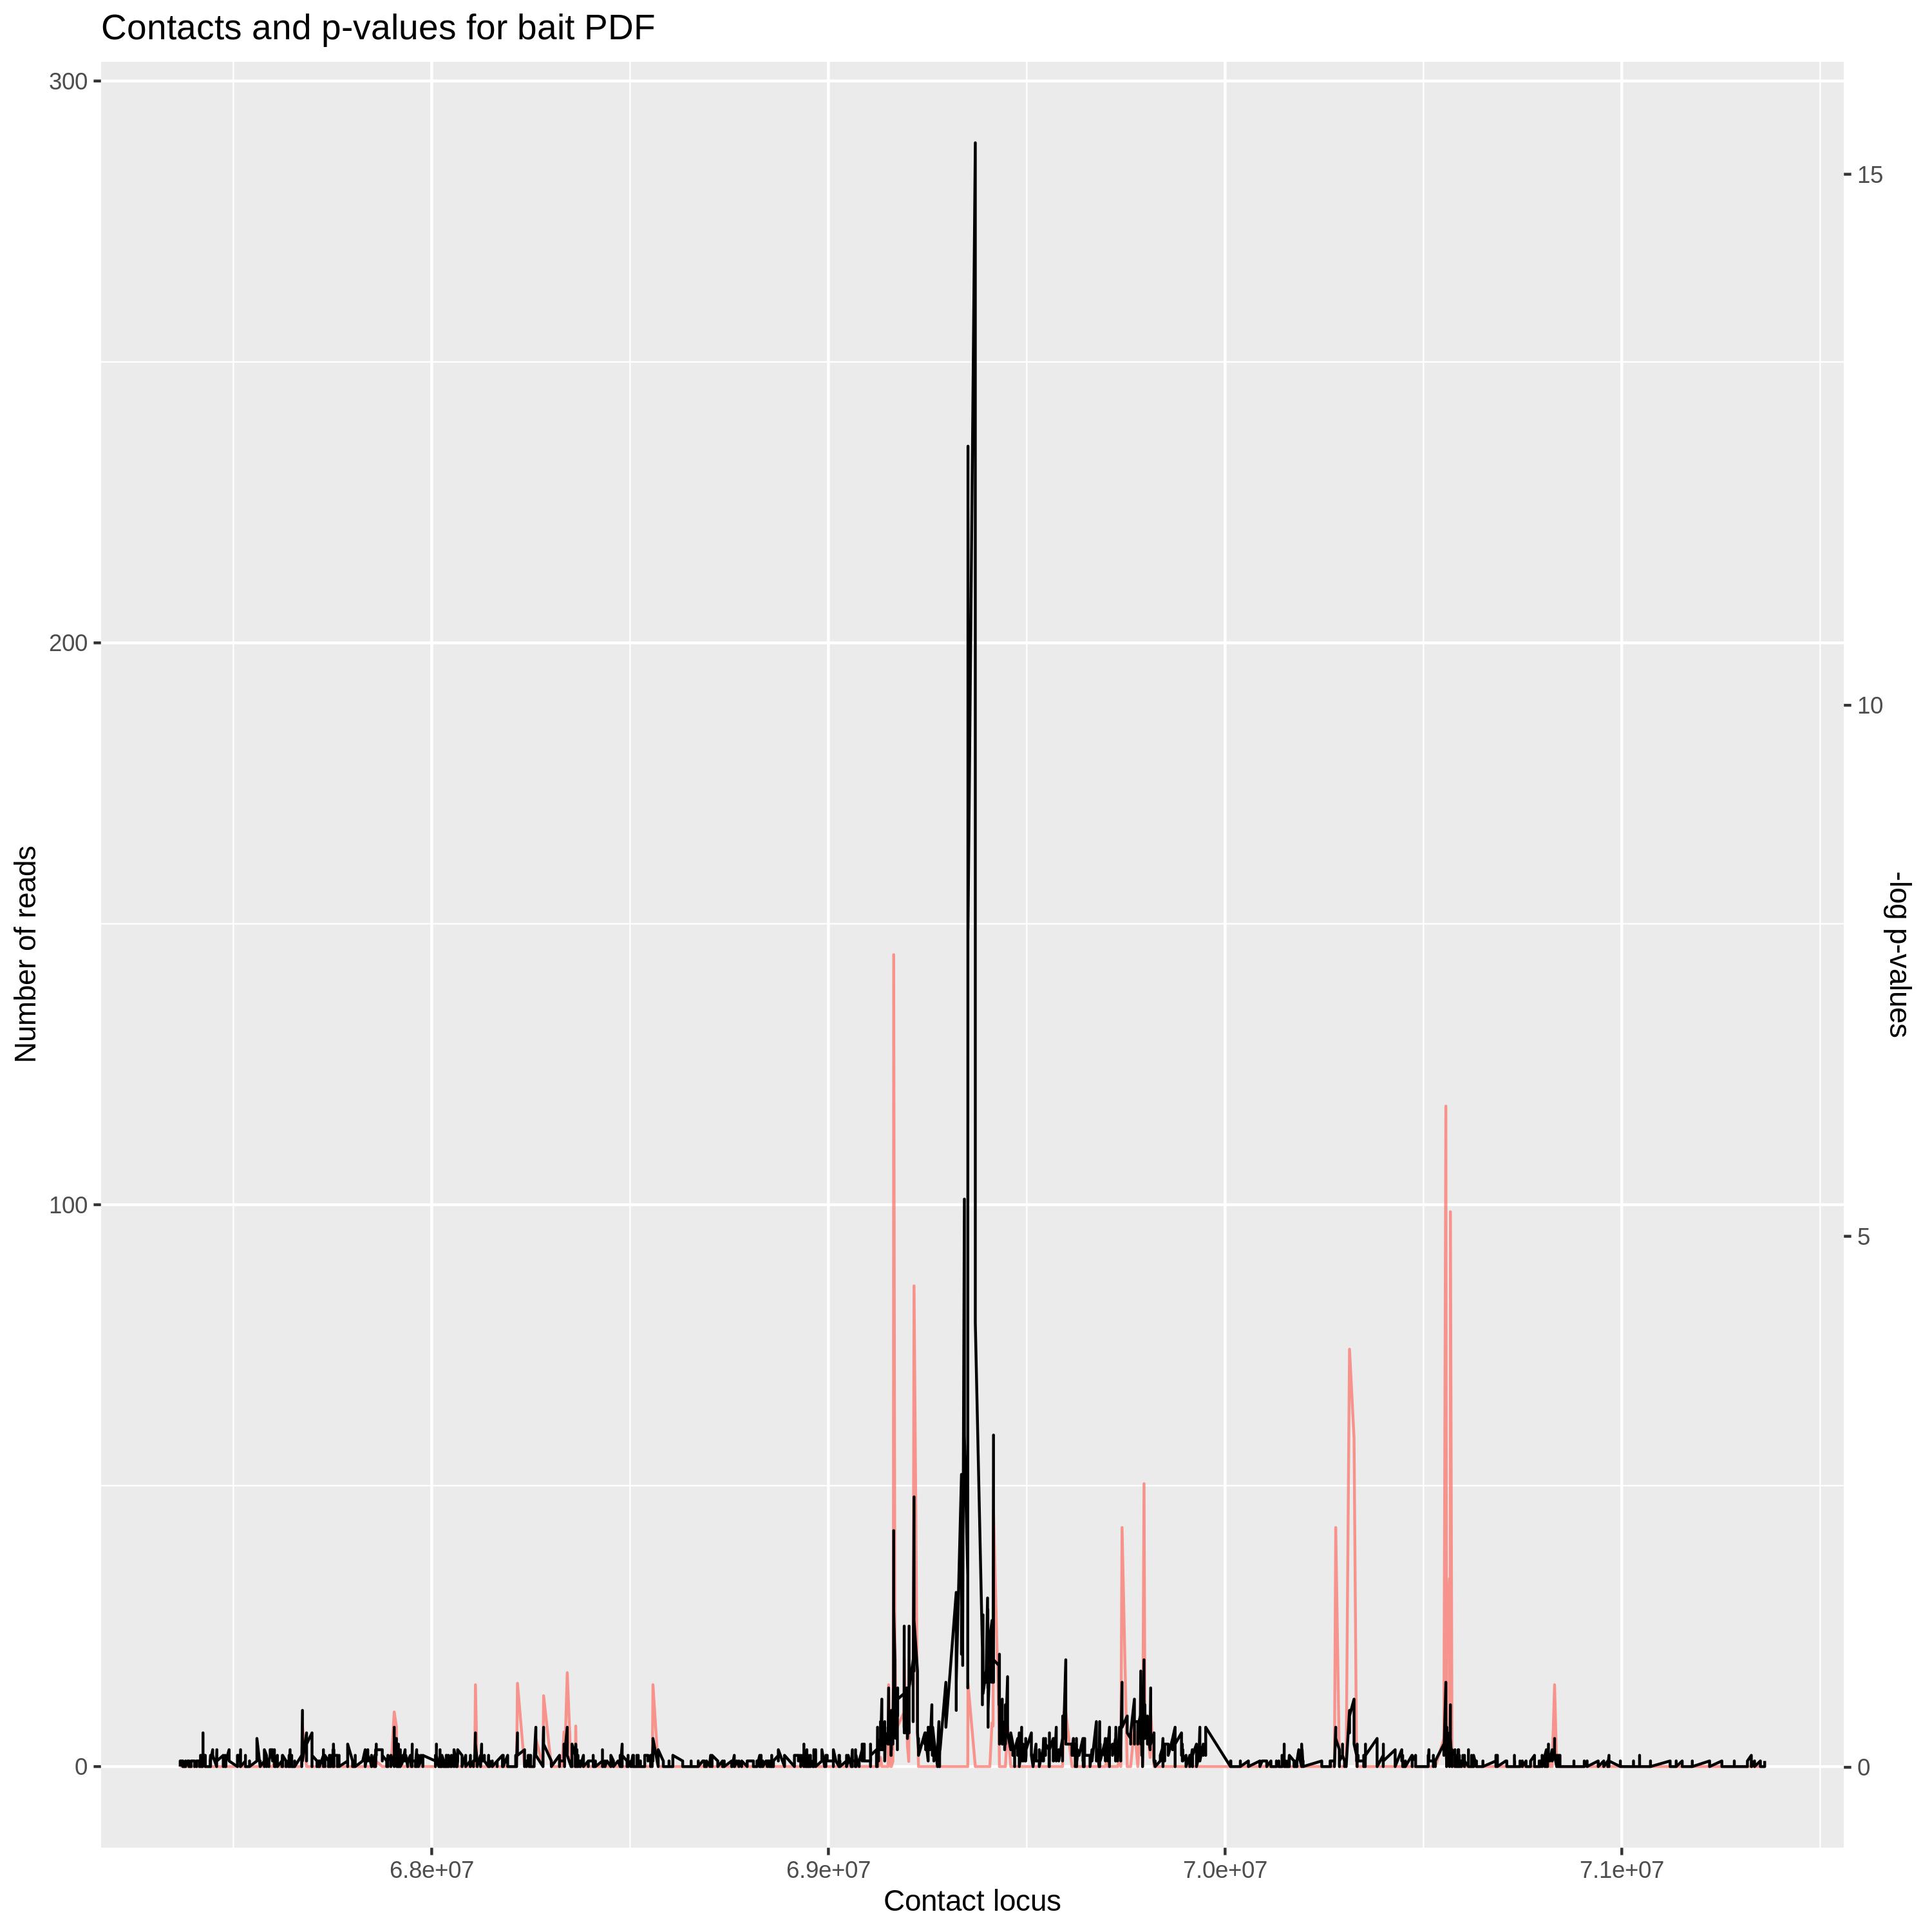 Contacts and p-values for bait PDF
300
200
100
0
15
10
5
0
Number of reads
-log p-values
6.8e+07
6.9e+07
7.0e+07
7.1e+07
Contact locus